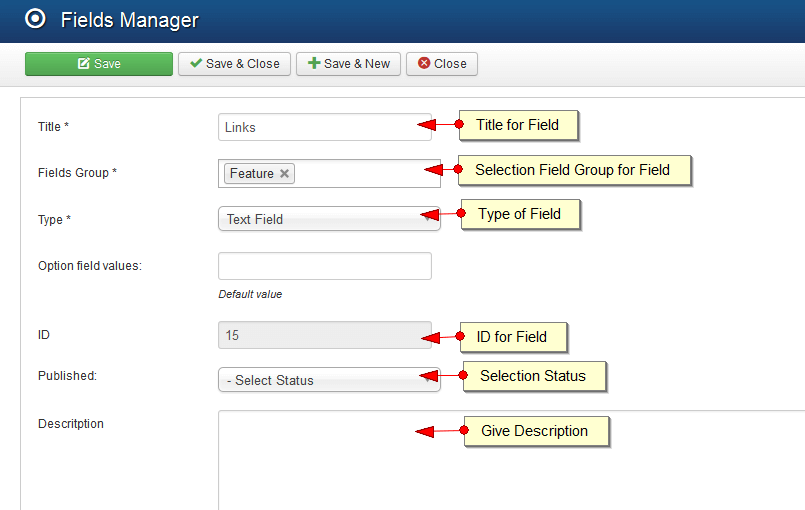 Fields Manager
Save Save & Close Save & New Close
Title * Links Title for Field
Fields Group * Feature Selection Field Group for Field
Type * Text Field Type of Field
Option field values:
Default value
ID 15 ID for Field
Published: - Select Status Selection Status
Descritption Give Description